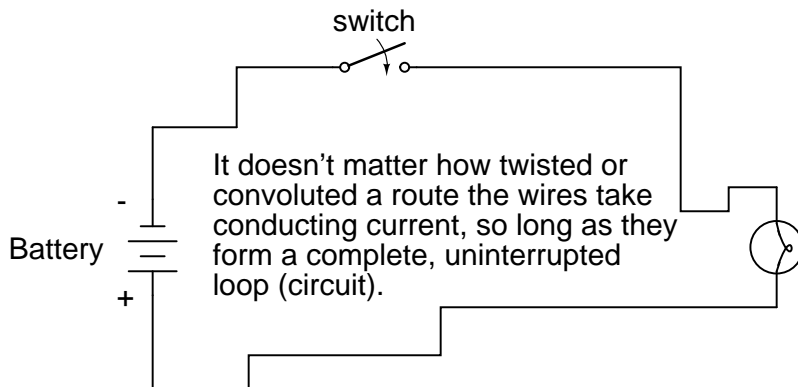 switch
It doesn’t matter how twisted or
convoluted a route the wires take
conducting current, so long as they
form a complete, uninterrupted
loop (circuit).
-
Battery
+